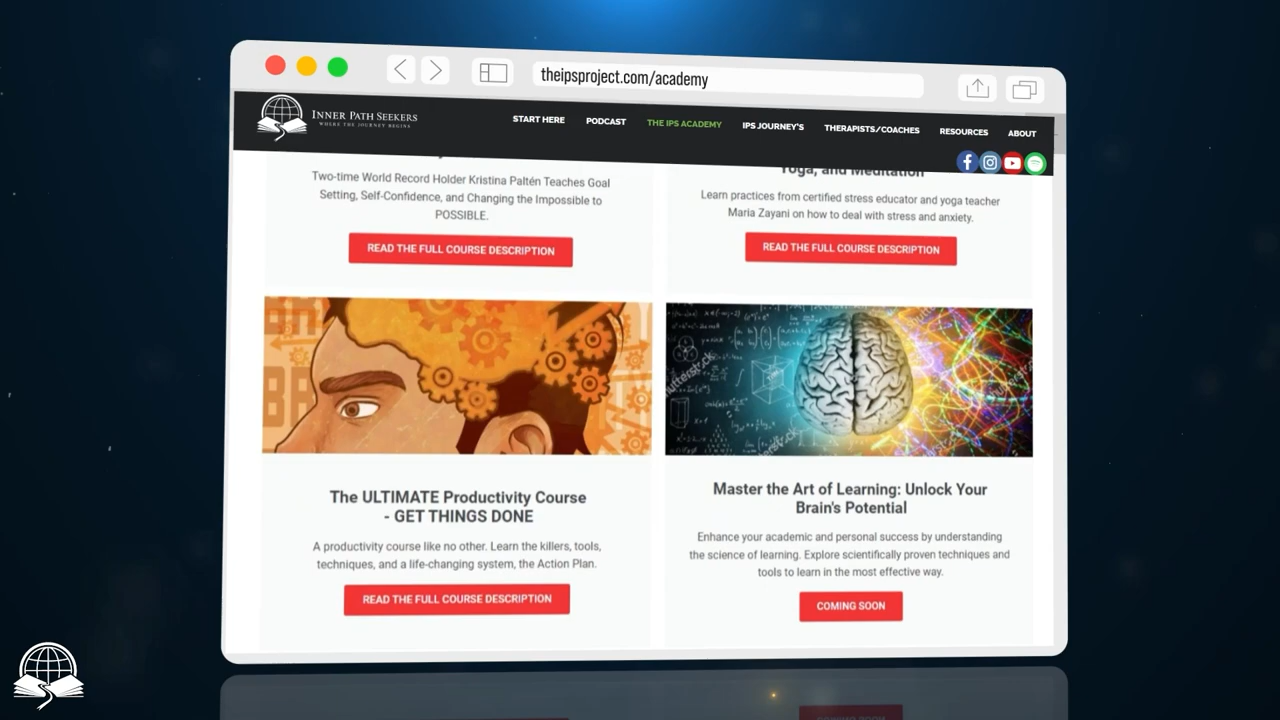 theipsproject.com/academy
INNER PATH SEEKERS
WHERE THE JOURNEY BEGINS
START HERE
PODCAST
THE IPS ACADEMY
IPS JOURNEY'S
THERAPISTS/COACHES
RESOURCES
ABOUT
Two-time World Record Holder Kristina Paltén Teaches Goal
Setting, Self-Confidence, and Changing the Impossible to
POSSIBLE.
READ THE FULL COURSE DESCRIPTION
Yoga, and Meditation
Learn practices from certified stress educator and yoga teacher
Maria Zayani on how to deal with stress and anxiety.
READ THE FULL COURSE DESCRIPTION
The ULTIMATE Productivity Course
- GET THINGS DONE
A productivity course like no other. Learn the killers, tools,
techniques, and a life-changing system, the Action Plan.
READ THE FULL COURSE DESCRIPTION
Master the Art of Learning: Unlock Your
Brain's Potential
Enhance your academic and personal success by understanding
the science of learning. Explore scientifically proven techniques and
tools to learn in the most effective way.
COMING SOON